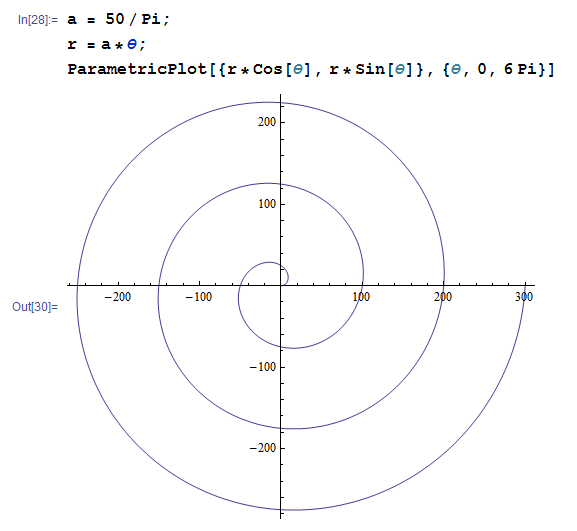 In[28]:= a = 50 / Pi;
r = a * θ;
ParametricPlot[{r * Cos[θ], r * Sin[θ]}, {θ, 0, 6 Pi}]
200
100
−200 −100 100 200 300
Out[30]=
−100
−200